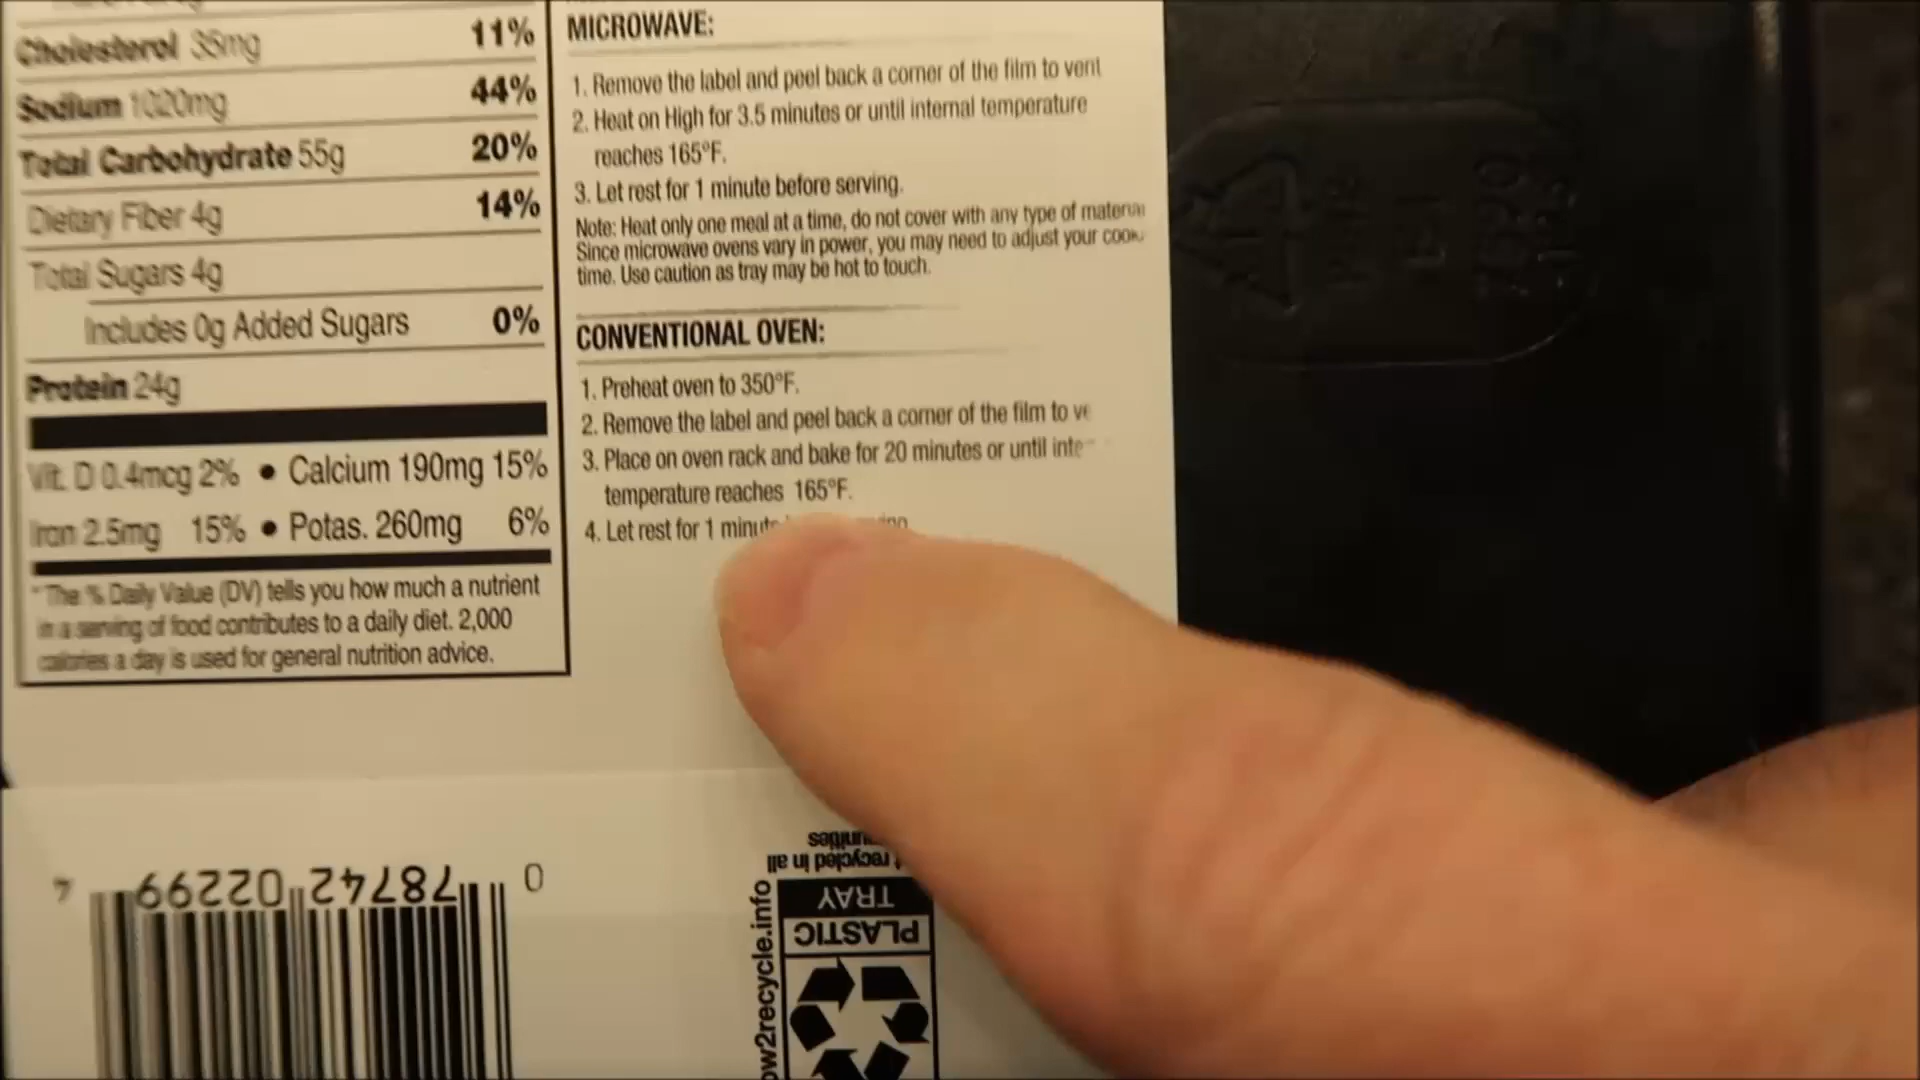 Cholesterol 35mg 11%
Sodium 1020mg 44%
Total Carbohydrate 55g 20%
Dietary Fiber 4g 14%
Total Sugars 4g
Includes 0g Added Sugars 0%
Protein 24g
Vit. D 0.4mcg 2% • Calcium 190mg 15%
Iron 2.5mg 15% • Potas. 260mg 6%
* The % Daily Value (DV) tells you how much a nutrient
in a serving of food contributes to a daily diet. 2,000
calories a day is used for general nutrition advice.
MICROWAVE:
1. Remove the label and peel back a corner of the film to vent
2. Heat on High for 3.5 minutes or until internal temperature
reaches 165°F.
3. Let rest for 1 minute before serving.
Note: Heat only one meal at a time, do not cover with any type of material
Since microwave ovens vary in power, you may need to adjust your
time. Use caution as tray may be hot to touch.
CONVENTIONAL OVEN:
1. Preheat oven to 350°F.
2. Remove the label and peel back a corner of the film to
3. Place on oven rack and bake for 20 minutes or until
temperature reaches 165°F.
4. Let rest for 1
0 78742 02299 4
recycled in all
TRAY
PLASTIC
ow2recycle.info